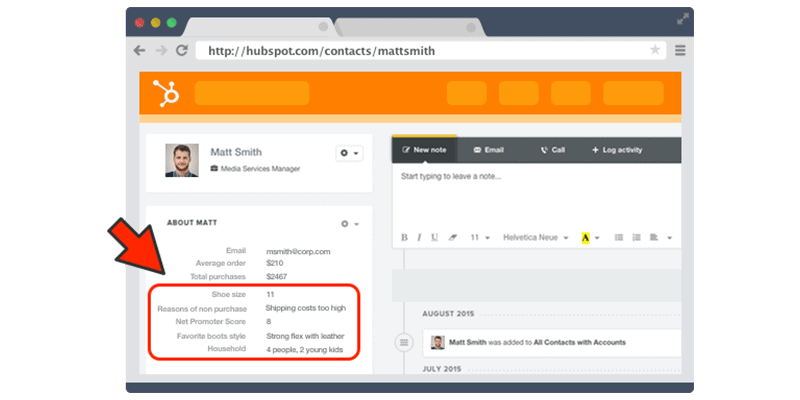 http://hubspot.com/contacts/mattsmith
Matt Smith
Media Services Manager
New note Email Call + Log activity
Start typing to leave a note...
B I U 11 Helvetica Neue A
ABOUT MATT
Email msmith@corp.com
Average order $210
Total purchases $2467
Shoe size 11
Reasons of non purchase Shipping costs too high
Net Promoter Score 8
Favorite boots style Strong flex with leather
Household 4 people, 2 young kids
AUGUST 2015
Matt Smith was added to All Contacts with Accounts
JULY 2015